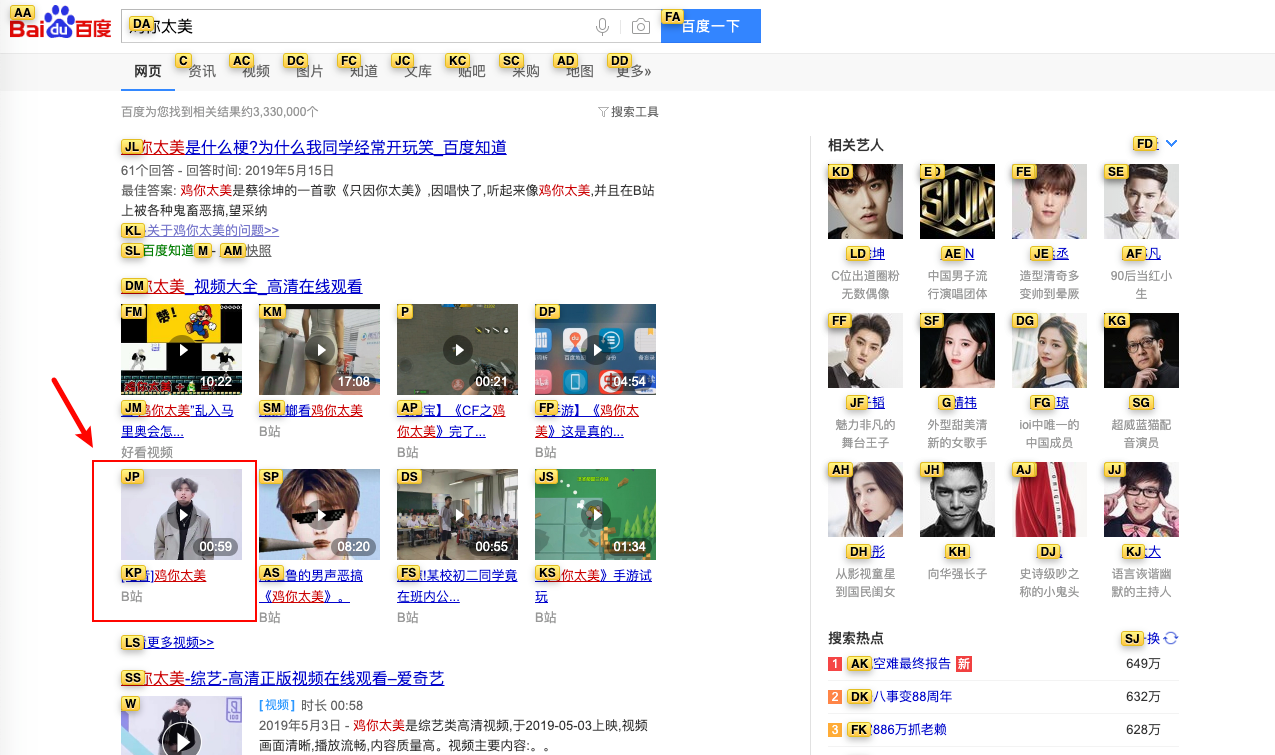 AA
Baidu百度
DA 你太美
FA 百度一下
网页 C 资讯 AC 视频 DC 图片 FC 知道 JC 文库 KC 贴吧 SC 采购 AD 地图 DD 更多»
百度为您找到相关结果约3,330,000个
搜索工具
JL 你太美是什么梗?为什么我同学经常开玩笑_百度知道
61个回答 - 回答时间: 2019年5月15日
最佳答案: 鸡你太美是蔡徐坤的一首歌《只因你太美》,因唱快了,听起来像鸡你太美,并且在B站
上被各种鬼畜恶搞,望采纳
KL 关于鸡你太美的问题>>
SL 百度知道 M - AM 快照
DM 你太美_视频大全_高清在线观看
FM 赞! 鸡你太美 10:22
KM 17:08
P 00:21
DP 04:54
JM "鸡你太美"乱入马
里奥会怎...
好看视频
SM 螂看鸡你太美
B站
AP 宝】《CF之鸡
你太美》完了...
B站
FP 手游】《鸡你太
美》这是真的...
B站
JP 00:59
SP 08:20
DS 00:55
JS 01:34
KP ]鸡你太美
B站
AS 鲁的男声恶搞
《鸡你太美》。
B站
FS !某校初二同学竟
在班内公...
B站
KS 你太美》手游试
玩
B站
LS 更多视频>>
SS 你太美-综艺-高清正版视频在线观看–爱奇艺
W
[视频] 时长 00:58
2019年5月3日 - 鸡你太美是综艺类高清视频,于2019-05-03上映,视频
画面清晰,播放流畅,内容质量高。视频主要内容:。。
相关艺人
FD
KD
E
SWIN
FE
SE
LD 坤
AE N
JE 丞
AF 凡
C位出道圈粉
无数偶像
中国男子流
行演唱团体
造型清奇多
变帅到晕厥
90后当红小
生
FF
SF
DG
KG
JF 韬
G 婧祎
FG 琼
SG
魅力非凡的
舞台王子
外型甜美清
新的女歌手
ioi中唯一的
中国成员
超威蓝猫配
音演员
AH
JH
AJ
JJ
DH 彤
KH
DJ
KJ 大
从影视童星
到国民闺女
向华强长子
史诗级吵之
称的小鬼头
语言诙谐幽
默的主持人
搜索热点
SJ 换
1 AK 空难最终报告 新 649万
2 DK 八事变88周年 632万
3 FK 886万抓老赖 628万